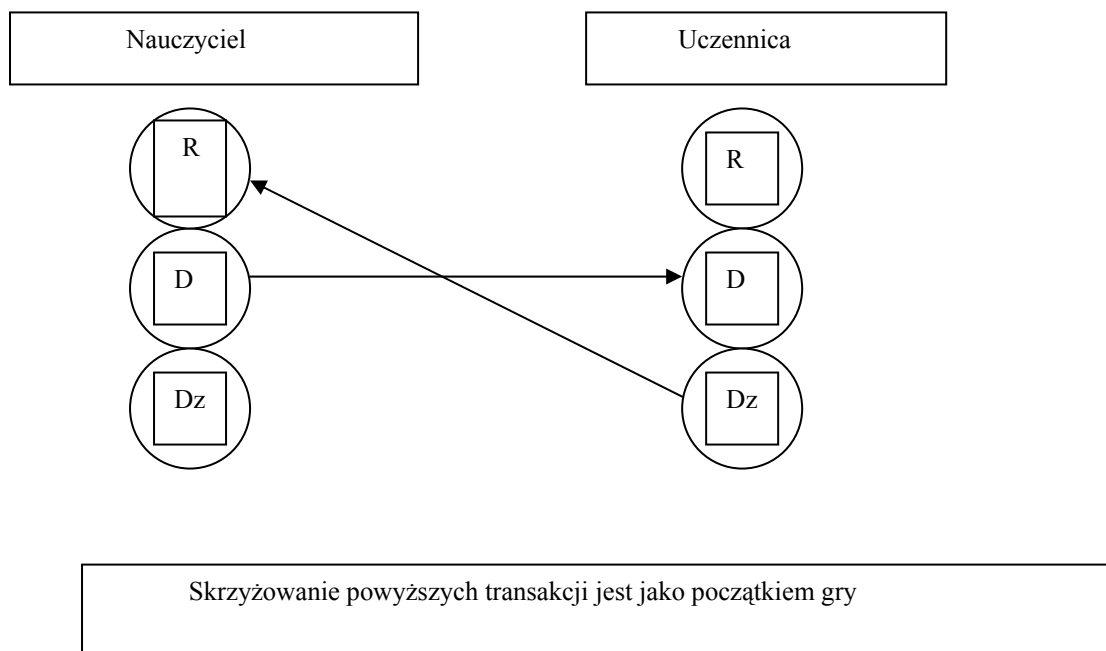 Nauczyciel
Uczennica
R
R
D
D
Dz
Dz
Skrzyżowanie powyższych transakcji jest jako początkiem gry